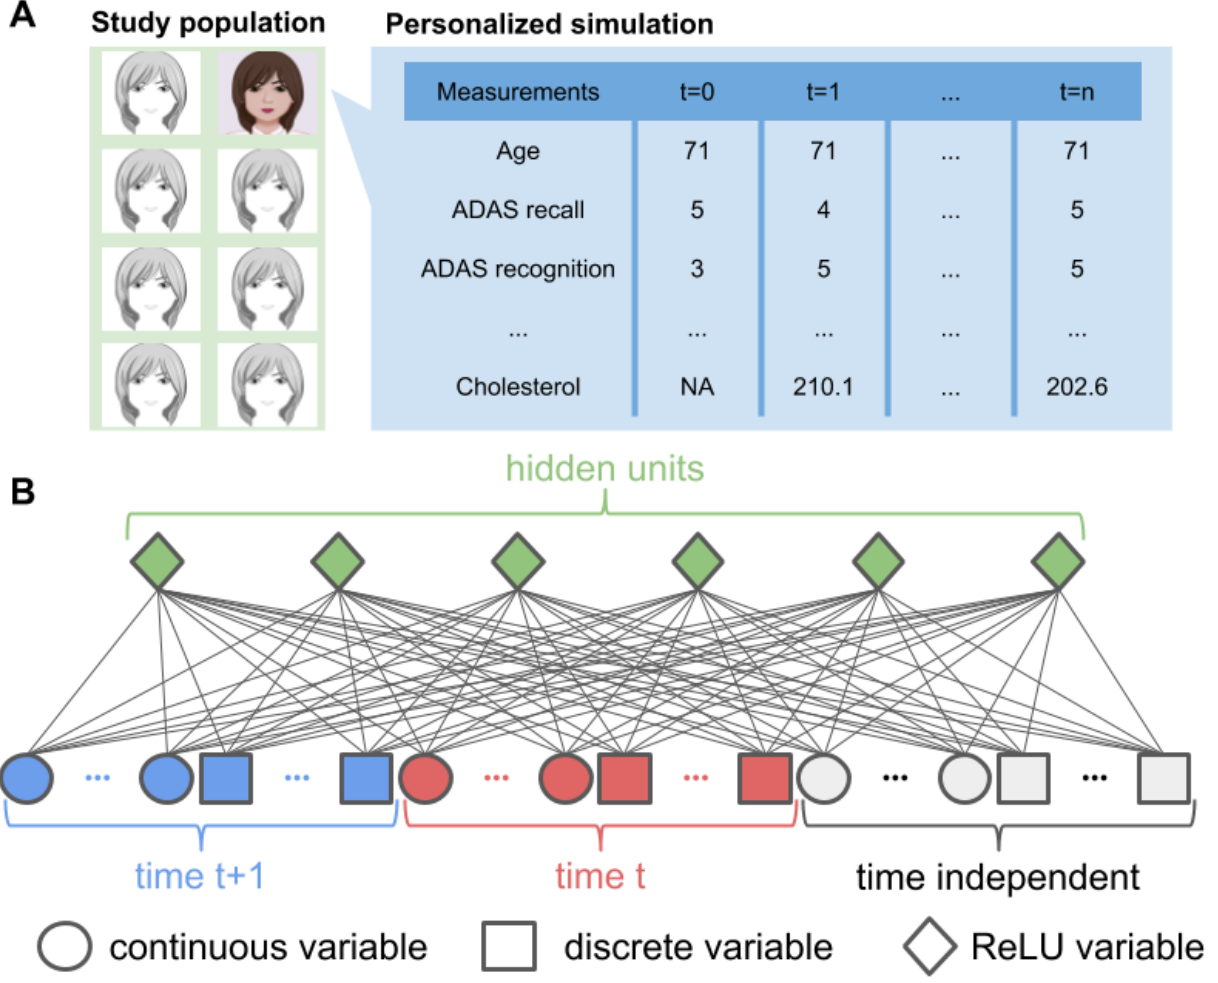 A
Study population
Personalized simulation
Measurements t=0 t=1 ... t=n
Age 71 71 ... 71
ADAS recall 5 4 ... 5
ADAS recognition 3 5 ... 5
... ... ... ... ...
Cholesterol NA 210.1 ... 202.6
B
hidden units
... ... ... ... ... ...
time t+1 time t time independent
continuous variable discrete variable ReLU variable